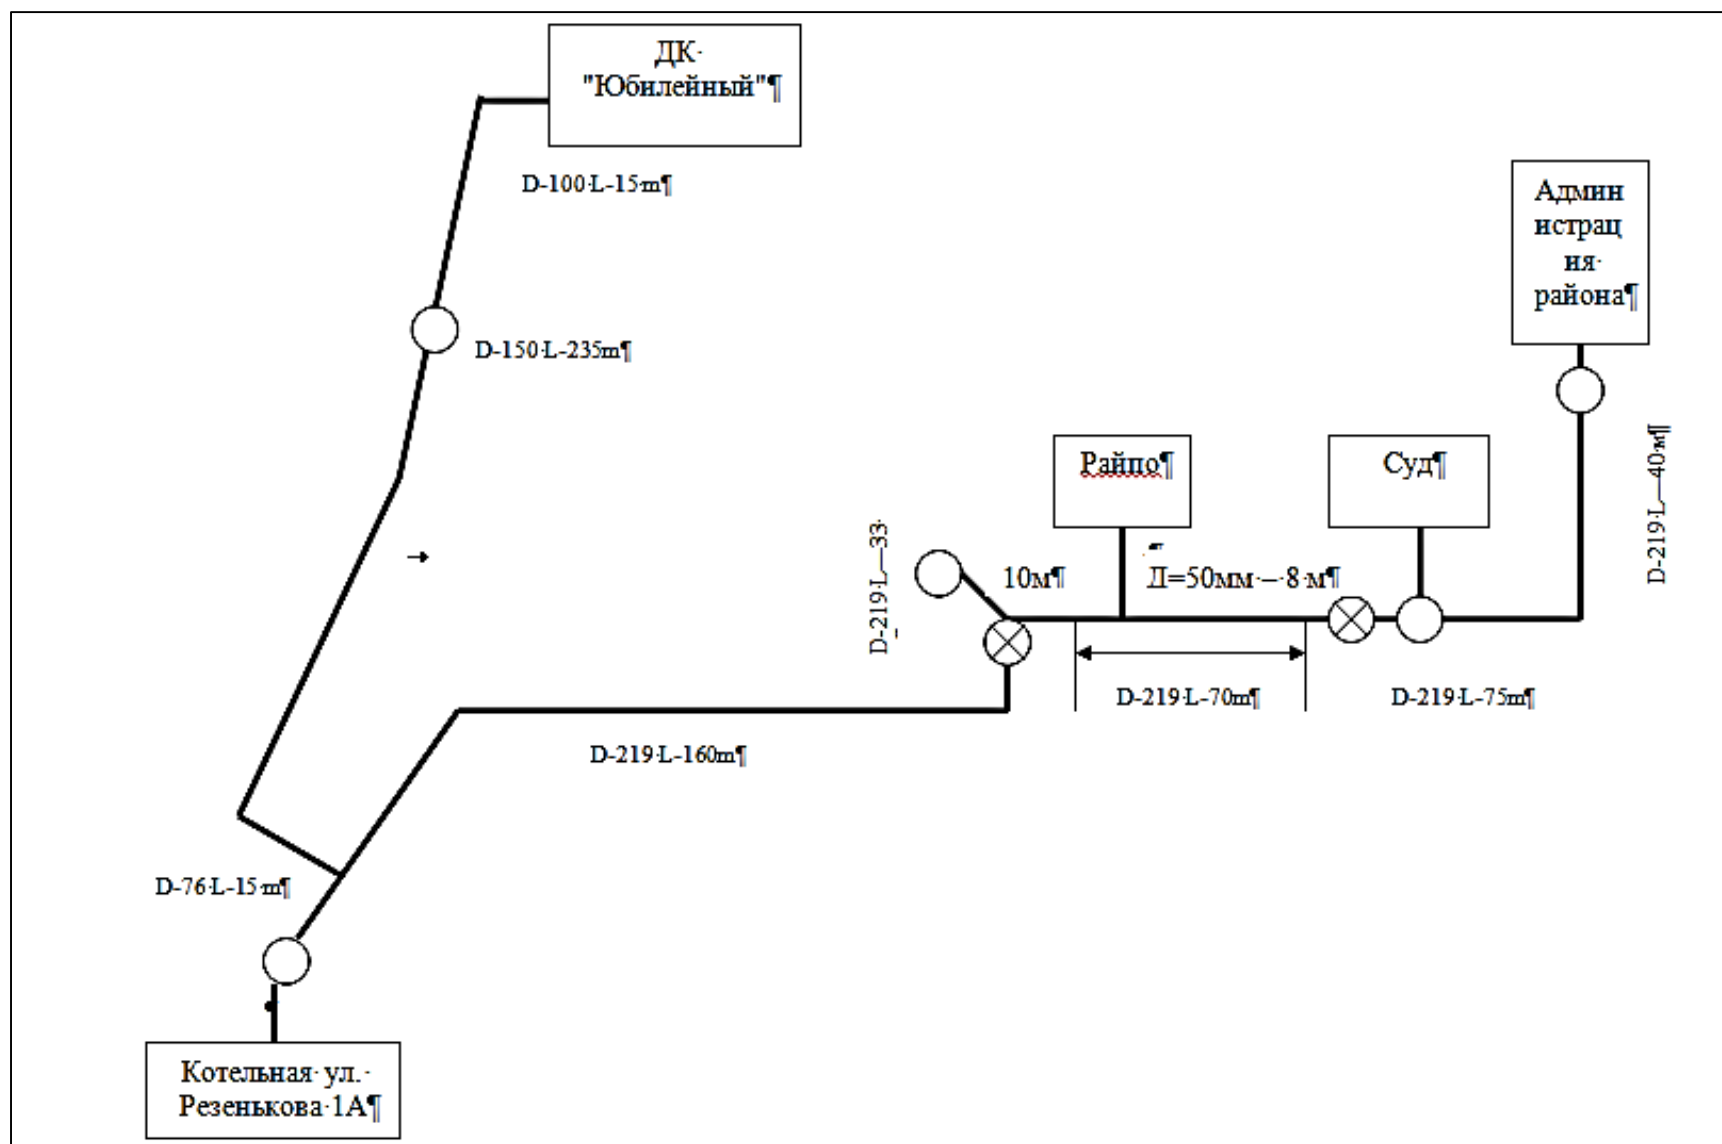 ДК·
"Юбилейный"¶
D-100·L-15·m¶
Админ
истрац
ия·
района¶
D-150·L-235m¶
D-219·L—40·м¶
Райпо¶
Суд¶
D-219·L—33·
10м¶
¶
Д=50мм·–·8·м¶
D-219·L-70m¶
D-219·L-75m¶
D-219·L-160m¶
D-76·L-15·m¶
Котельная·ул.·
Резенькова·1А¶